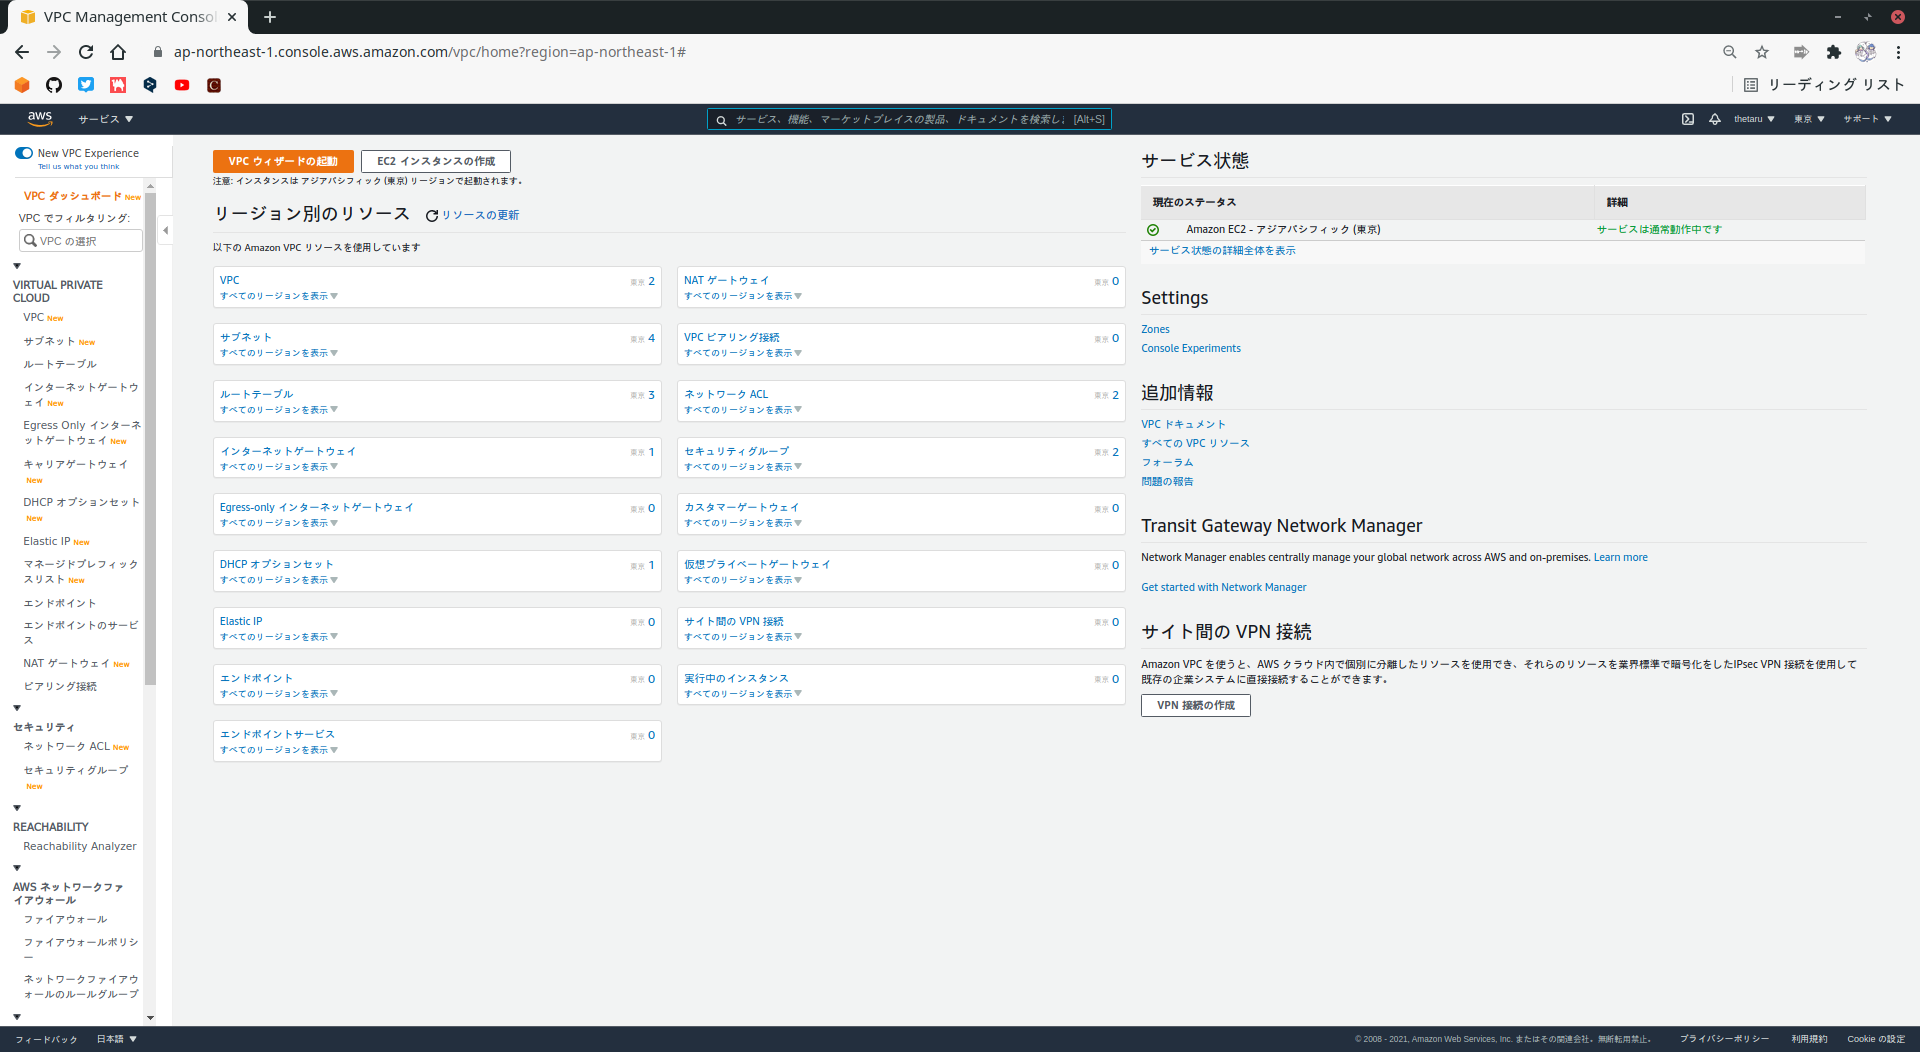 VPC Management Consol
ap-northeast-1.console.aws.amazon.com/vpc/home?region=ap-northeast-1#
リーディング リスト
aws
サービス
サービス、機能、マーケットプレイスの製品、ドキュメントを検索し
[Alt+S]
thetaru
東京
サポート
New VPC Experience
Tell us what you think
VPC ダッシュボード New
VPC でフィルタリング:
VPC の選択
VIRTUAL PRIVATE
CLOUD
VPC New
サブネット New
ルートテーブル
インターネットゲートウ
ェイ New
Egress Only インターネ
ットゲートウェイ New
キャリアゲートウェイ
New
DHCP オプションセット
New
Elastic IP New
マネージドプレフィック
スリスト New
エンドポイント
エンドポイントのサービ
ス
NAT ゲートウェイ New
ピアリング接続
セキュリティ
ネットワーク ACL New
セキュリティグループ
New
REACHABILITY
Reachability Analyzer
AWS ネットワークファ
イアウォール
ファイアウォール
ファイアウォールポリシ
ー
ネットワークファイアウ
ォールのルールグループ
VPC ウィザードの起動
EC2 インスタンスの作成
注意: インスタンスは アジアパシフィック (東京) リージョンで起動されます。
リージョン別のリソース
リソースの更新
以下の Amazon VPC リソースを使用しています
VPC
東京 2
すべてのリージョンを表示
NAT ゲートウェイ
東京 0
すべてのリージョンを表示
サブネット
東京 4
すべてのリージョンを表示
VPC ピアリング接続
東京 0
すべてのリージョンを表示
ルートテーブル
東京 3
すべてのリージョンを表示
ネットワーク ACL
東京 2
すべてのリージョンを表示
インターネットゲートウェイ
東京 1
すべてのリージョンを表示
セキュリティグループ
東京 2
すべてのリージョンを表示
Egress-only インターネットゲートウェイ
東京 0
すべてのリージョンを表示
カスタマーゲートウェイ
東京 0
すべてのリージョンを表示
DHCP オプションセット
東京 1
すべてのリージョンを表示
仮想プライベートゲートウェイ
東京 0
すべてのリージョンを表示
Elastic IP
東京 0
すべてのリージョンを表示
サイト間の VPN 接続
東京 0
すべてのリージョンを表示
エンドポイント
東京 0
すべてのリージョンを表示
実行中のインスタンス
東京 0
すべてのリージョンを表示
エンドポイントサービス
東京 0
すべてのリージョンを表示
サービス状態
現在のステータス
詳細
Amazon EC2 - アジアパシフィック (東京)
サービスは通常動作中です
サービス状態の詳細全体を表示
Settings
Zones
Console Experiments
追加情報
VPC ドキュメント
すべての VPC リソース
フォーラム
問題の報告
Transit Gateway Network Manager
Network Manager enables centrally manage your global network across AWS and on-premises. Learn more
Get started with Network Manager
サイト間の VPN 接続
Amazon VPC を使うと、AWS クラウド内で個別に分離したリソースを使用でき、それらのリソースを業界標準で暗号化をしたIPsec VPN 接続を使用して
既存の企業システムに直接接続することができます。
VPN 接続の作成
フィードバック
日本語
© 2008 - 2021, Amazon Web Services, Inc. またはその関連会社。無断転用禁止。
プライバシーポリシー
利用規約
Cookie の設定